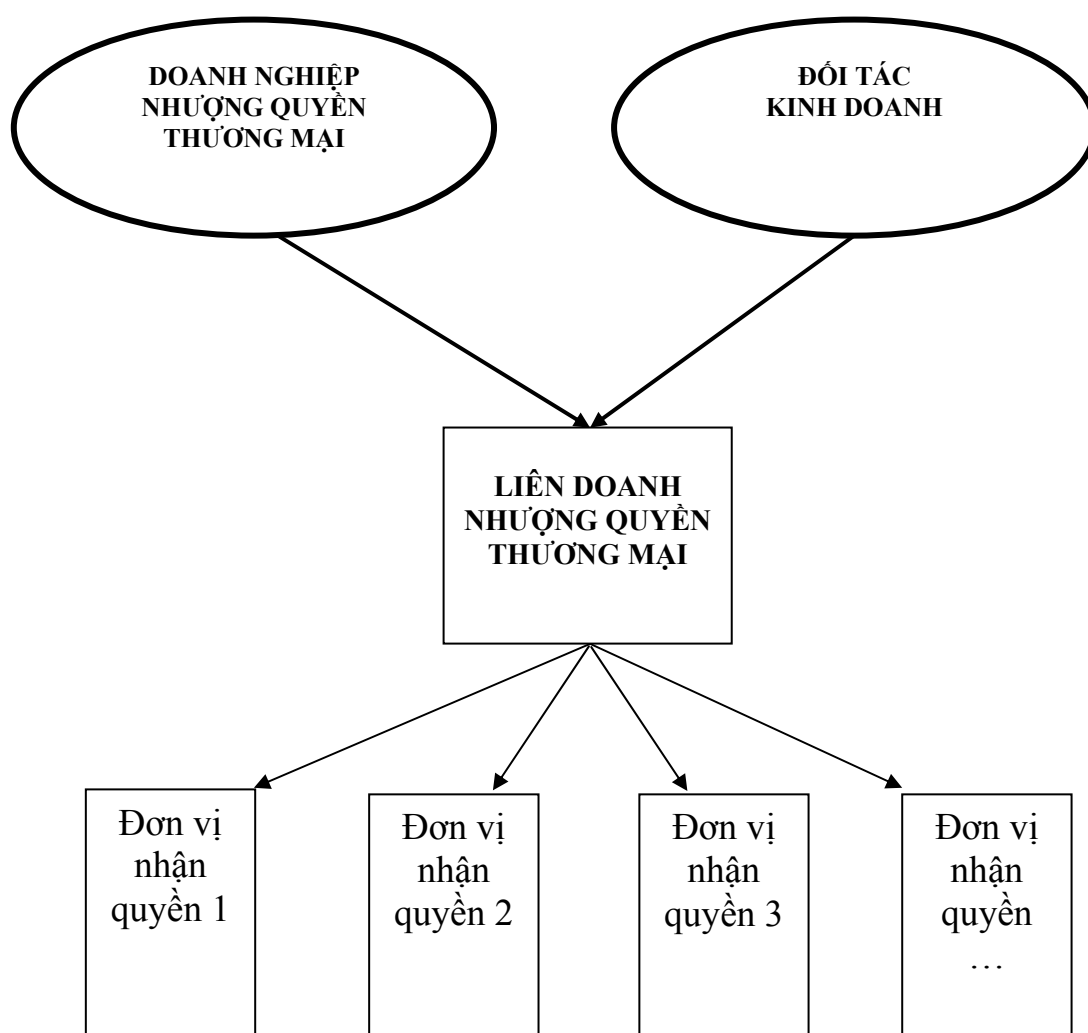 DOANH NGHIỆP
NHƯỢNG QUYỀN
THƯƠNG MẠI
ĐỐI TÁC
KINH DOANH
LIÊN DOANH
NHƯỢNG QUYỀN
THƯƠNG MẠI
Đơn vị
nhận
quyền 1
Đơn vị
nhận
quyền 2
Đơn vị
nhận
quyền 3
Đơn vị
nhận
quyền
…